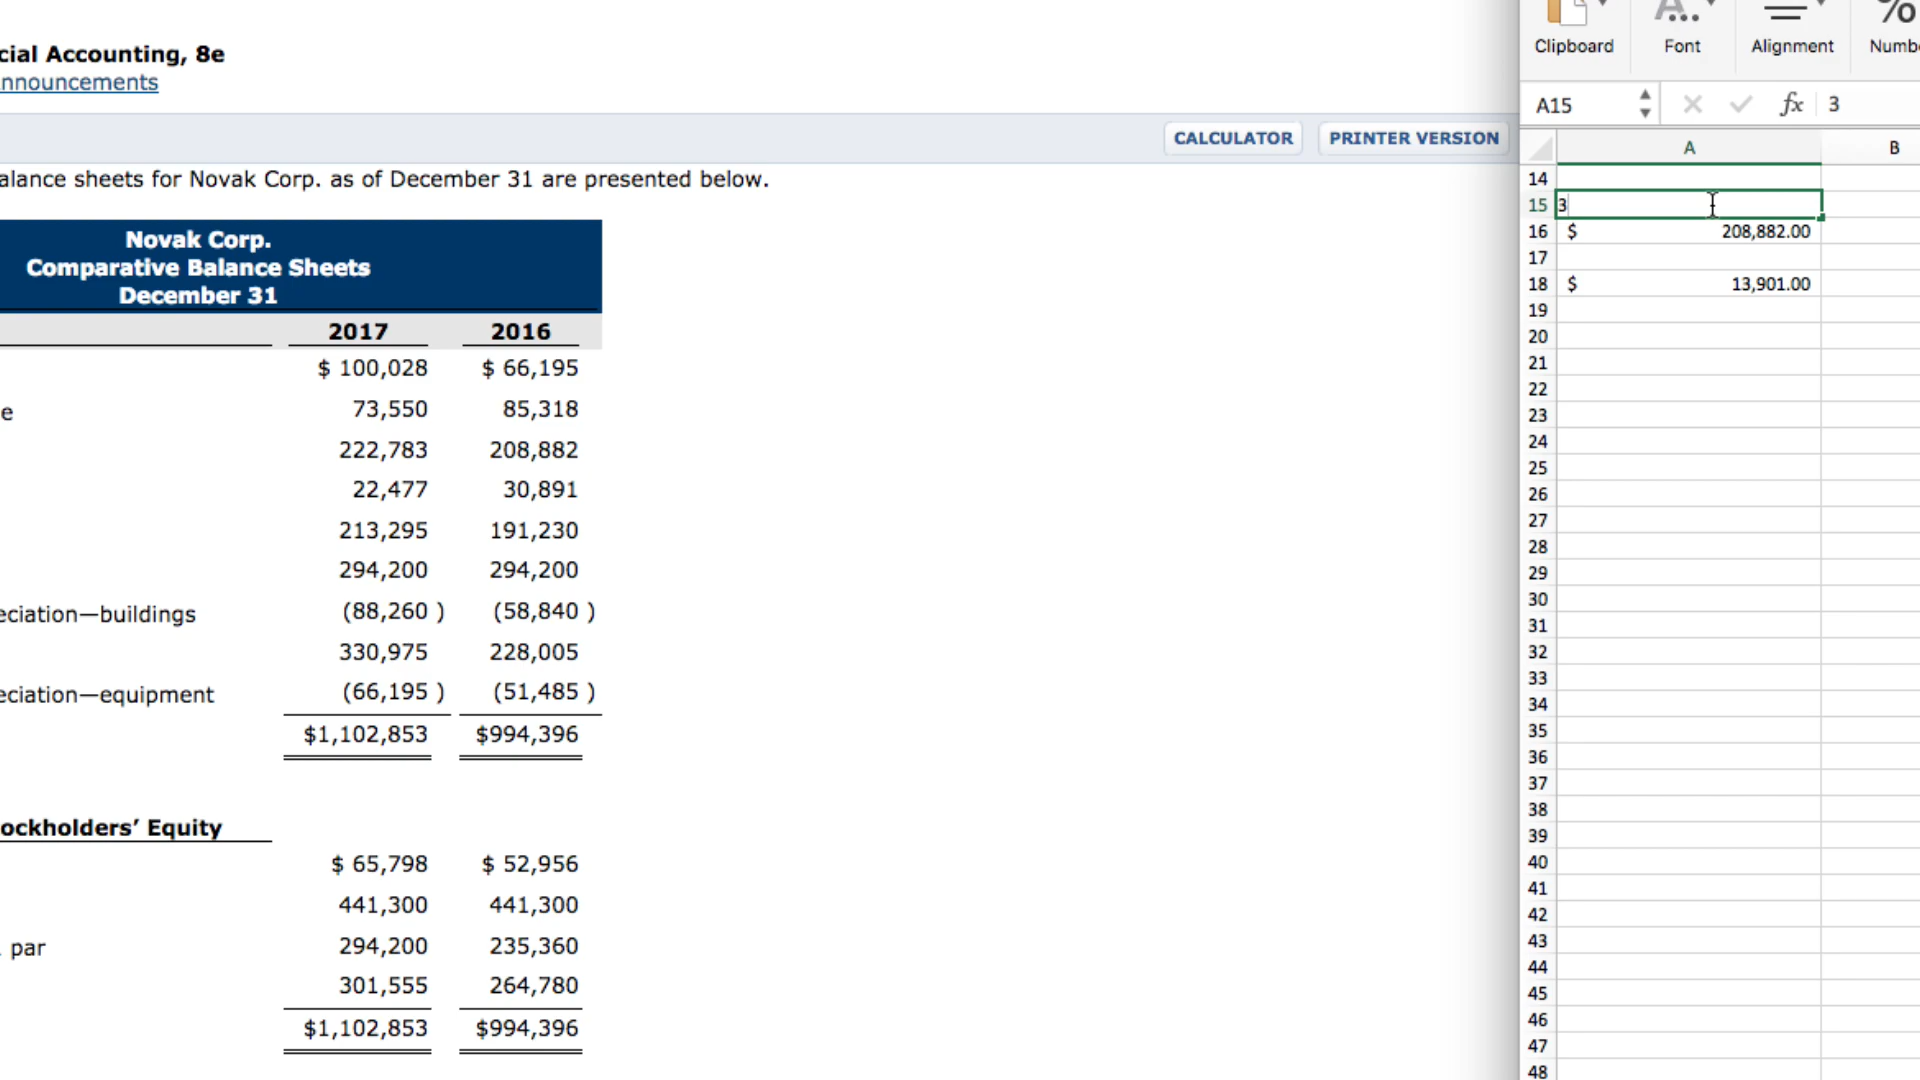 cial Accounting, 8e
nnouncements
CALCULATOR PRINTER VERSION
alance sheets for Novak Corp. as of December 31 are presented below.
Novak Corp.
Comparative Balance Sheets
December 31
2017 2016
$ 100,028 $ 66,195
e 73,550 85,318
222,783 208,882
22,477 30,891
213,295 191,230
294,200 294,200
eciation—buildings (88,260 ) (58,840 )
330,975 228,005
eciation—equipment (66,195 ) (51,485 )
$1,102,853 $994,396
ockholders’ Equity
$ 65,798 $ 52,956
441,300 441,300
par 294,200 235,360
301,555 264,780
$1,102,853 $994,396
Clipboard Font Alignment Numb
A15 fx 3
A B
14
15 3
16 $ 208,882.00
17
18 $ 13,901.00
19
20
21
22
23
24
25
26
27
28
29
30
31
32
33
34
35
36
37
38
39
40
41
42
43
44
45
46
47
48